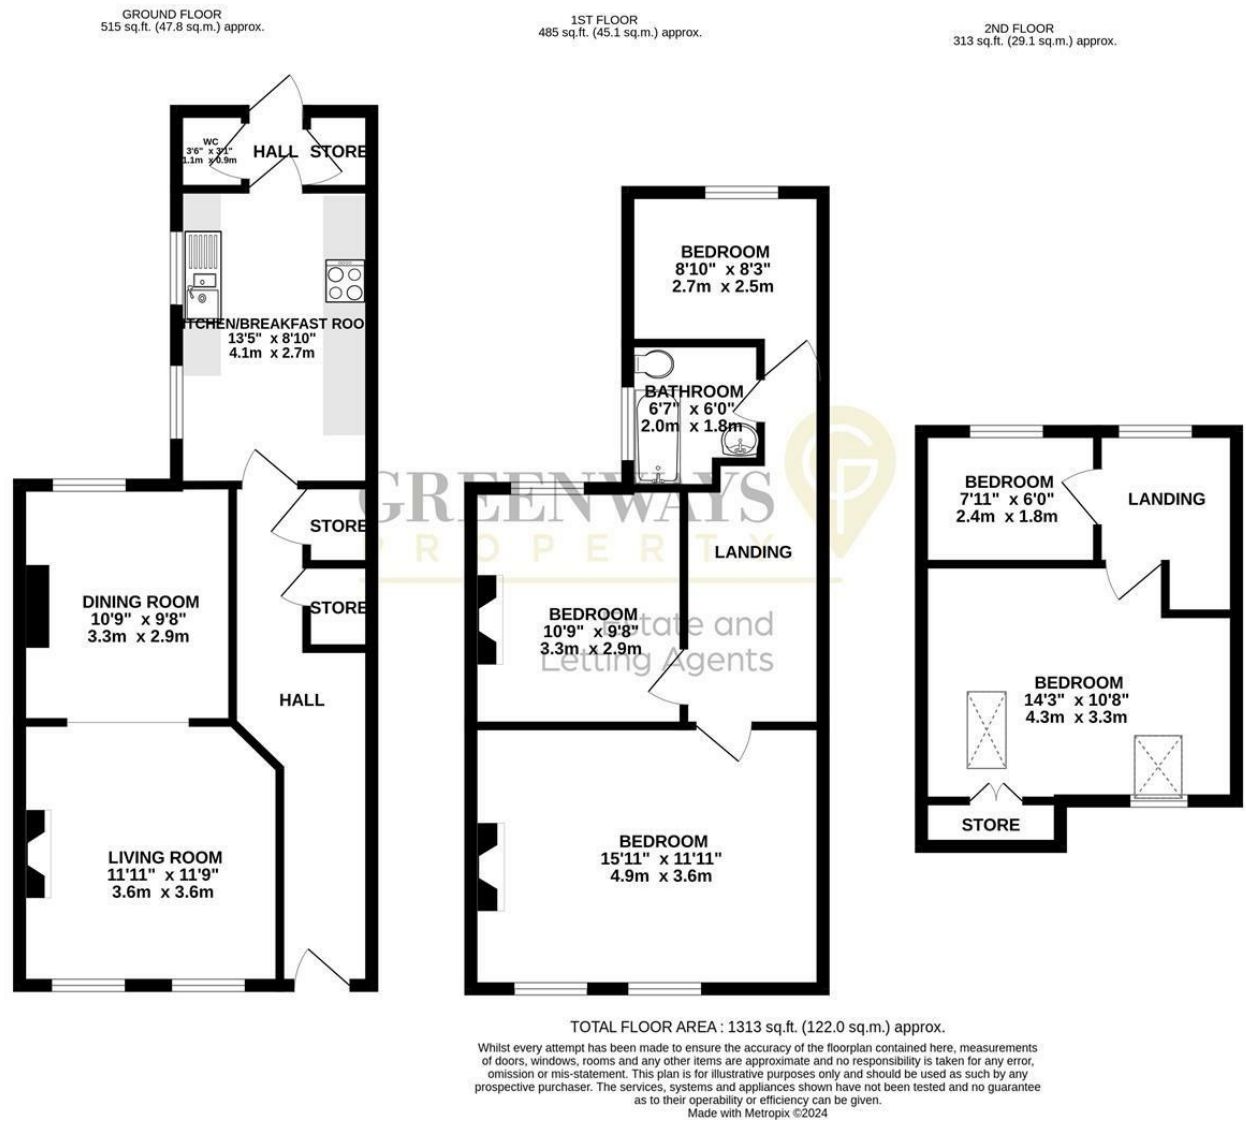 GROUND FLOOR
515 sq.ft. (47.8 sq.m.) approx.
1ST FLOOR
485 sq.ft. (45.1 sq.m.) approx.
2ND FLOOR
313 sq.ft. (29.1 sq.m.) approx.
WC
3'6" x 3'1"
1.1m x 0.9m
HALL
STORE
KITCHEN/BREAKFAST ROO
13'5" x 8'10"
4.1m x 2.7m
STORE
STORE
DINING ROOM
10'9" x 9'8"
3.3m x 2.9m
HALL
LIVING ROOM
11'11" x 11'9"
3.6m x 3.6m
BEDROOM
8'10" x 8'3"
2.7m x 2.5m
BATHROOM
6'7" x 6'0"
2.0m x 1.8m
LANDING
BEDROOM
10'9" x 9'8"
3.3m x 2.9m
BEDROOM
15'11" x 11'11"
4.9m x 3.6m
BEDROOM
7'11" x 6'0"
2.4m x 1.8m
LANDING
BEDROOM
14'3" x 10'8"
4.3m x 3.3m
STORE
GREENWAYS
PROPERTY
Estate and
Letting Agents
TOTAL FLOOR AREA : 1313 sq.ft. (122.0 sq.m.) approx.
Whilst every attempt has been made to ensure the accuracy of the floorplan contained here, measurements
of doors, windows, rooms and any other items are approximate and no responsibility is taken for any error,
omission or mis-statement. This plan is for illustrative purposes only and should be used as such by any
prospective purchaser. The services, systems and appliances shown have not been tested and no guarantee
as to their operability or efficiency can be given.
Made with Metropix ©2024